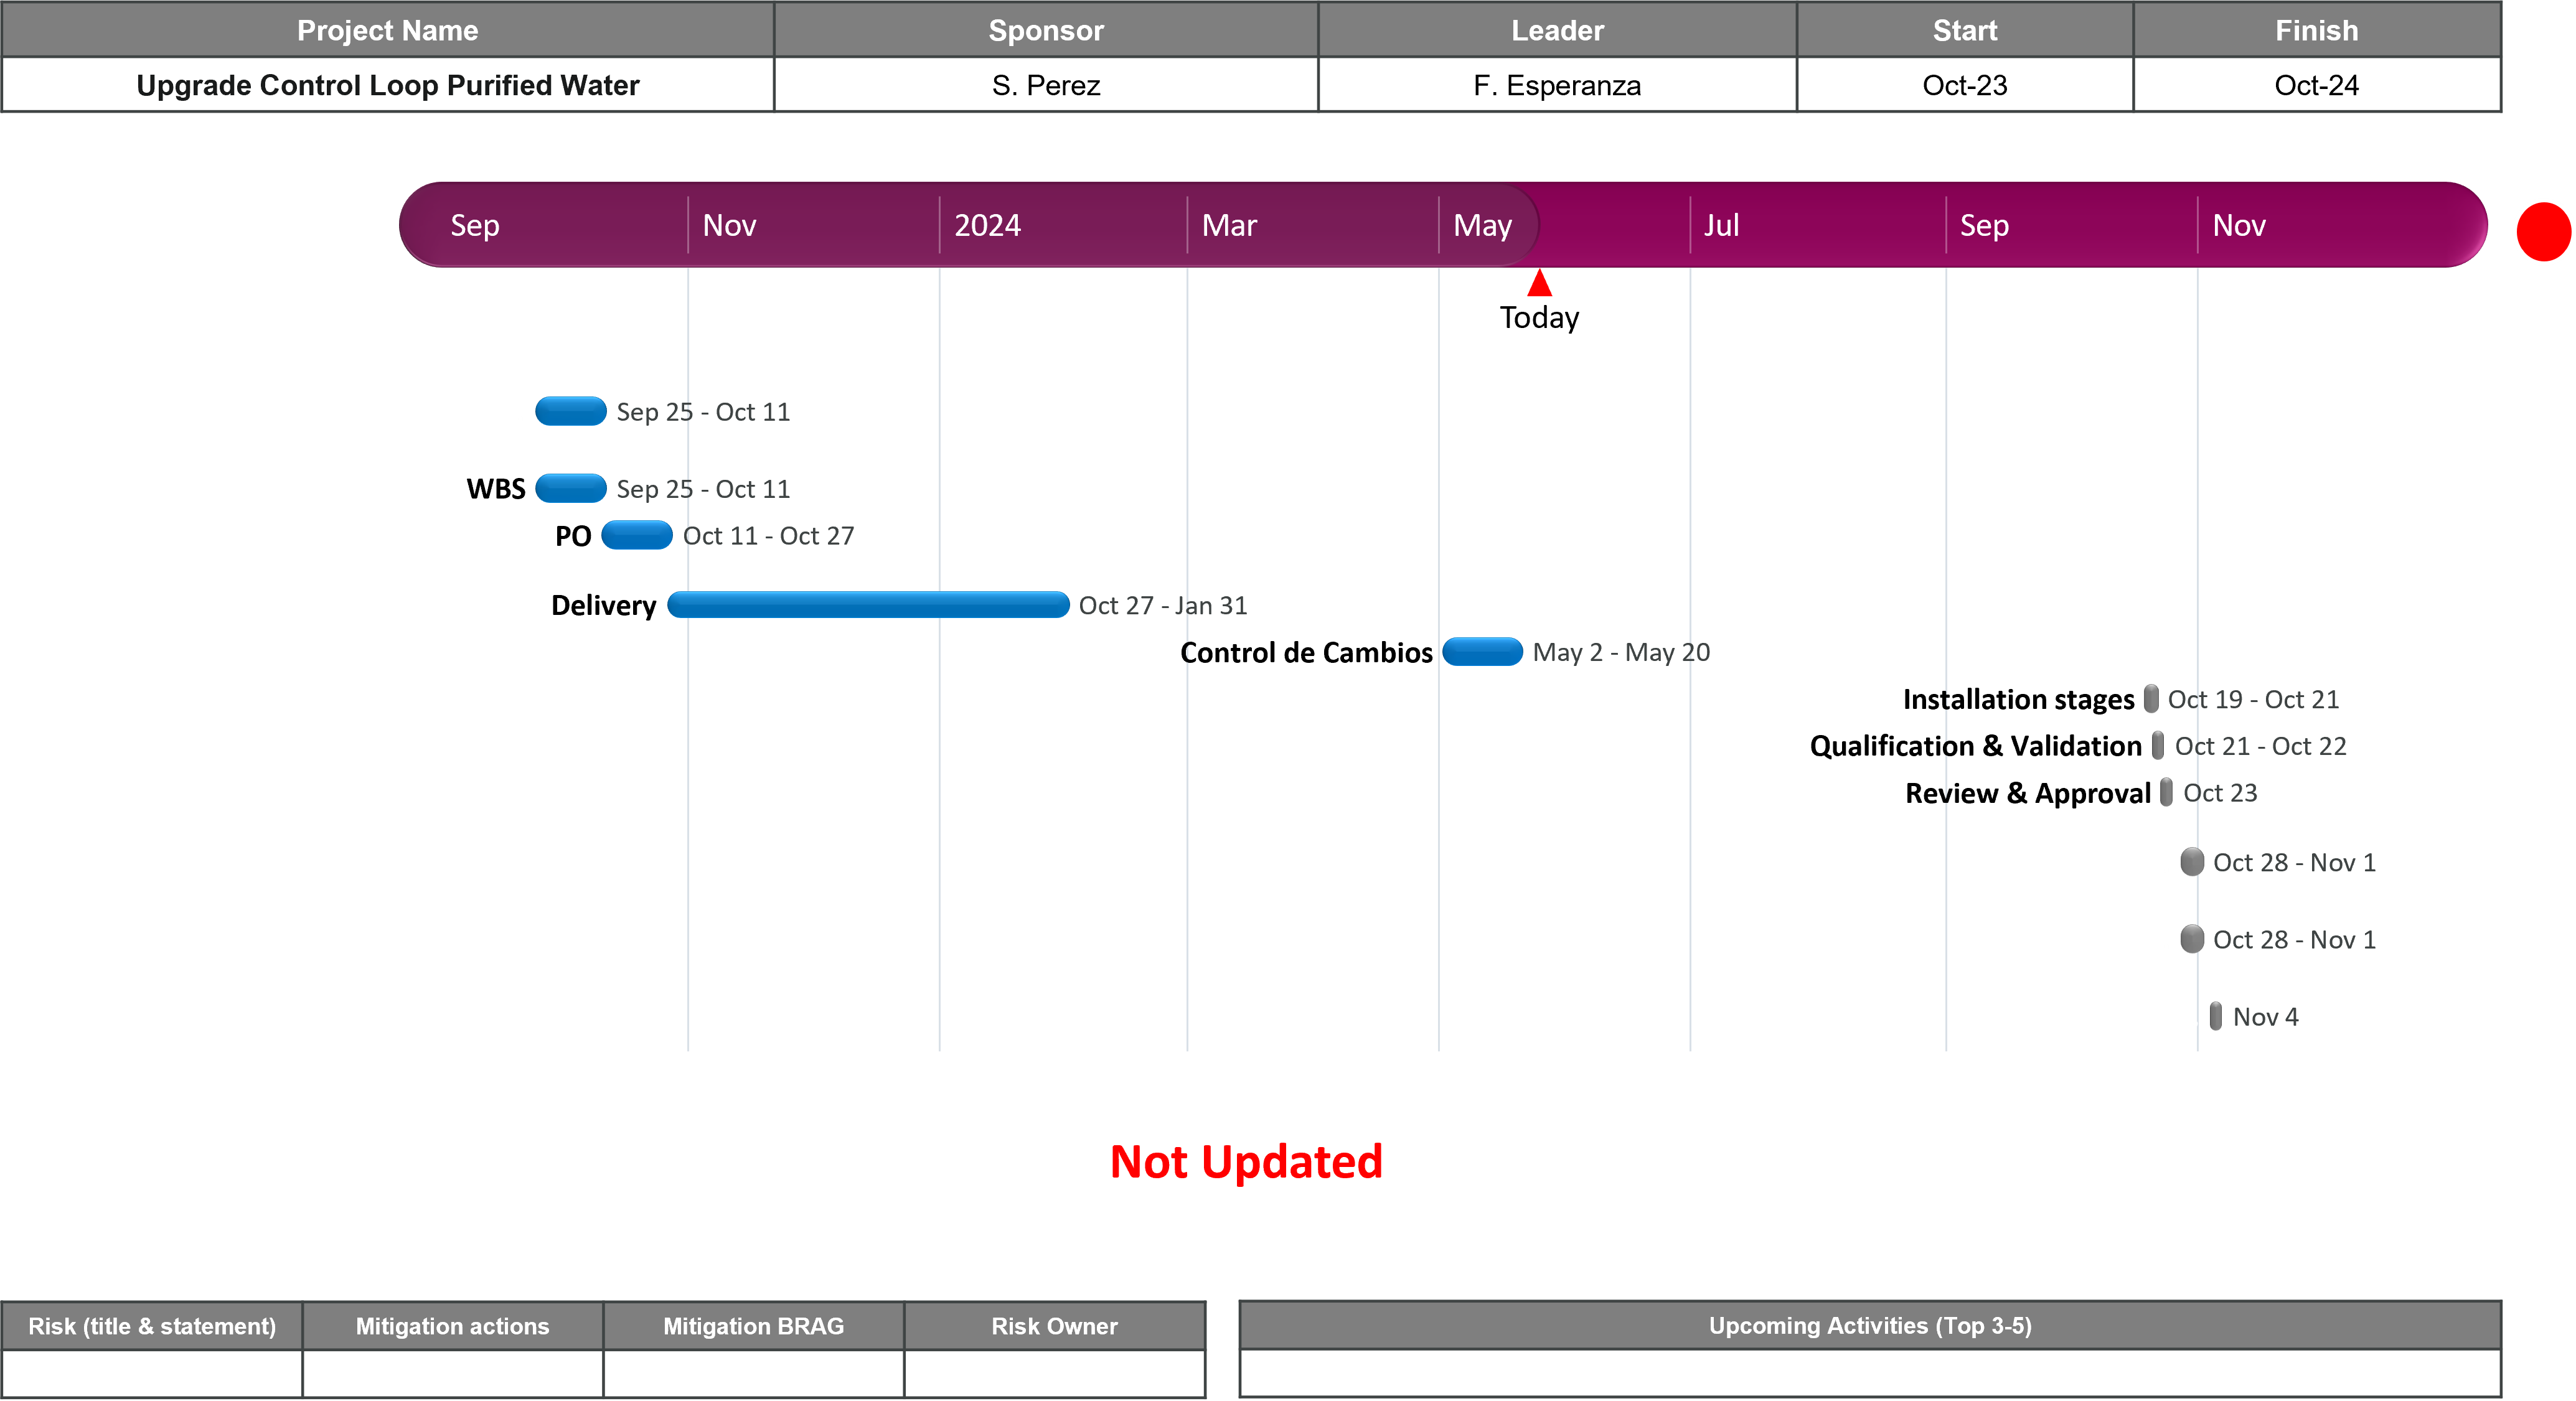 Project Name Sponsor Leader Start Finish
Upgrade Control Loop Purified Water S. Perez F. Esperanza Oct-23 Oct-24
Sep Nov 2024 Mar May Jul Sep Nov
Today
Sep 25 - Oct 11
WBS Sep 25 - Oct 11
PO Oct 11 - Oct 27
Delivery Oct 27 - Jan 31
Control de Cambios May 2 - May 20
Installation stages Oct 19 - Oct 21
Qualification & Validation Oct 21 - Oct 22
Review & Approval Oct 23
Oct 28 - Nov 1
Oct 28 - Nov 1
Nov 4
Not Updated
Risk (title & statement) Mitigation actions Mitigation BRAG Risk Owner Upcoming Activities (Top 3-5)